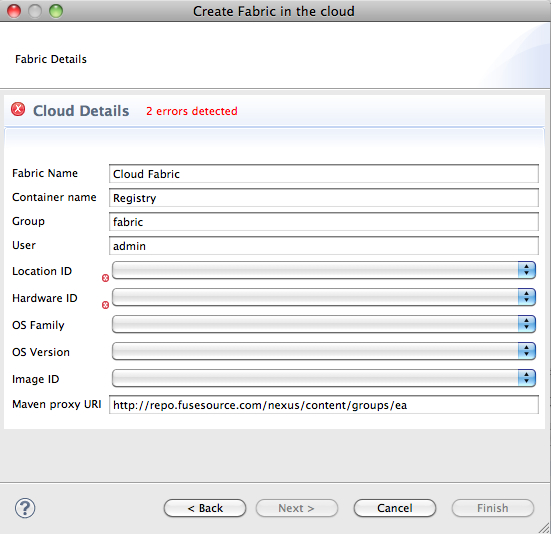 Create Fabric in the cloud
Fabric Details
Cloud Details 2 errors detected
Fabric Name Cloud Fabric
Container name Registry
Group fabric
User admin
Location ID
Hardware ID
OS Family
OS Version
Image ID
Maven proxy URI http://repo.fusesource.com/nexus/content/groups/ea
? < Back Next > Cancel Finish